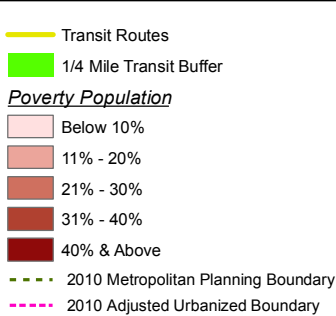 Transit Routes
1/4 Mile Transit Buffer
Poverty Population
Below 10%
11% - 20%
21% - 30%
31% - 40%
40% & Above
2010 Metropolitan Planning Boundary
2010 Adjusted Urbanized Boundary